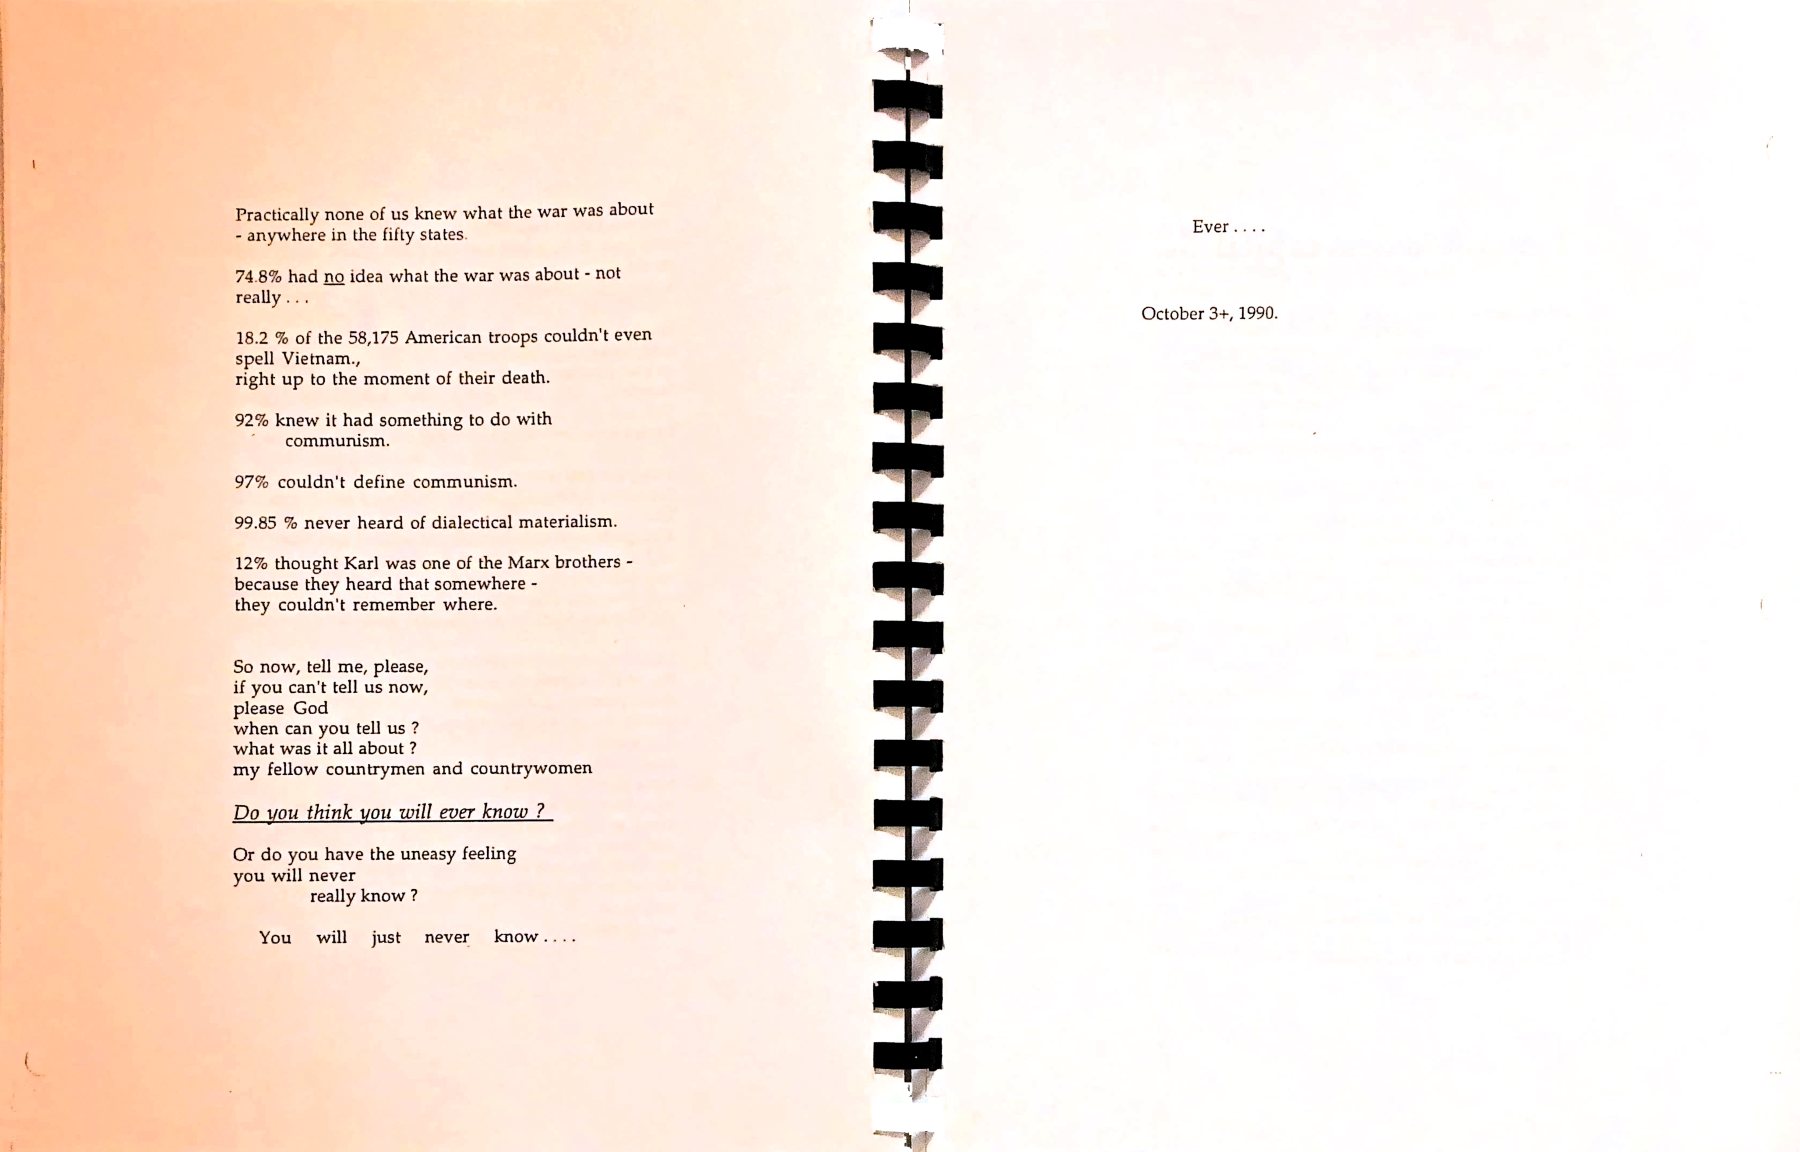 Practically none of us knew what the war was about
- anywhere in the fifty states.
74.8% had no idea what the war was about - not
really . . .
18.2 % of the 58,175 American troops couldn't even
spell Vietnam.,
right up to the moment of their death.
92% knew it had something to do with
communism.
97% couldn't define communism.
99.85 % never heard of dialectical materialism.
12% thought Karl was one of the Marx brothers -
because they heard that somewhere -
they couldn't remember where.
So now, tell me, please,
if you can't tell us now,
please God
when can you tell us ?
what was it all about ?
my fellow countrymen and countrywomen
Do you think you will ever know ?
Or do you have the uneasy feeling
you will never
really know ?
You will just never know . . . .
Ever . . . .
October 3+, 1990.